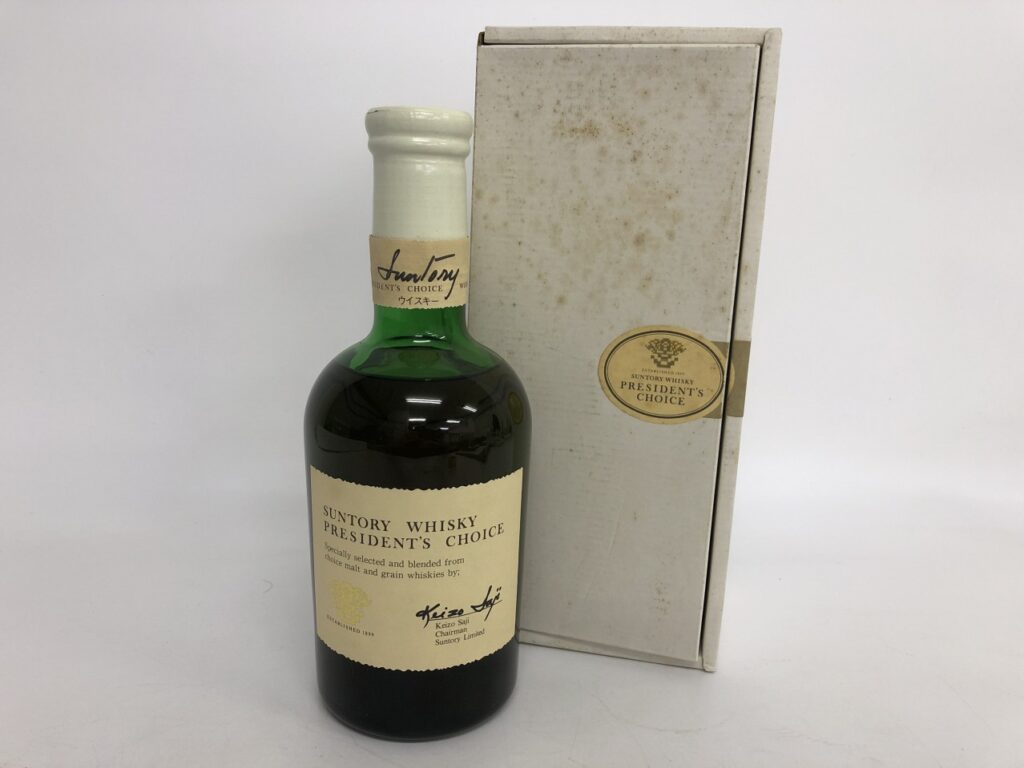 Suntory
IDENT'S CHOICE
ウイスキー
SUNTORY WHISKY
PRESIDENT'S CHOICE
Specially selected and blended from
choice malt and grain whiskies by;
ESTABLISHED 1899
Keizo Saji
Keizo Saji
Chairman
Suntory Limited
ESTABLISHED 1899
SUNTORY WHISKY
PRESIDENT'S
CHOICE